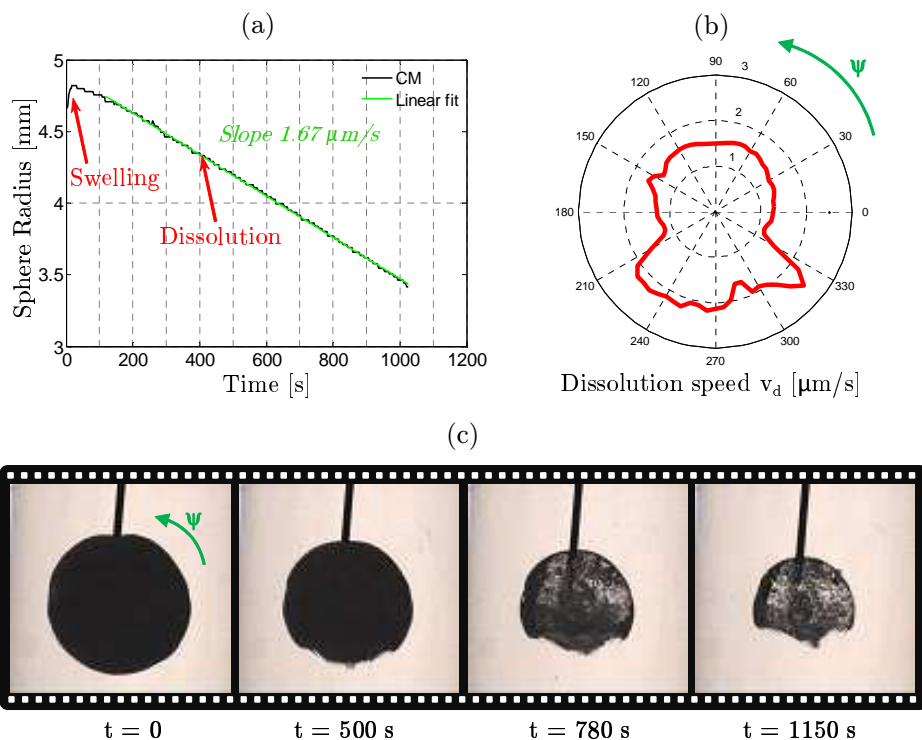 (a)
Sphere Radius [mm]
5
4.5
4
3.5
3
CM
Linear fit
Slope 1.67 μm/s
Swelling
Dissolution
0 200 400 600 800 1000 1200
Time [s]
(b)
ψ
90
3
120
60
2
150
30
1
180
0
210
330
240
300
270
Dissolution speed v_d [μm/s]
(c)
ψ
t = 0
t = 500 s
t = 780 s
t = 1150 s